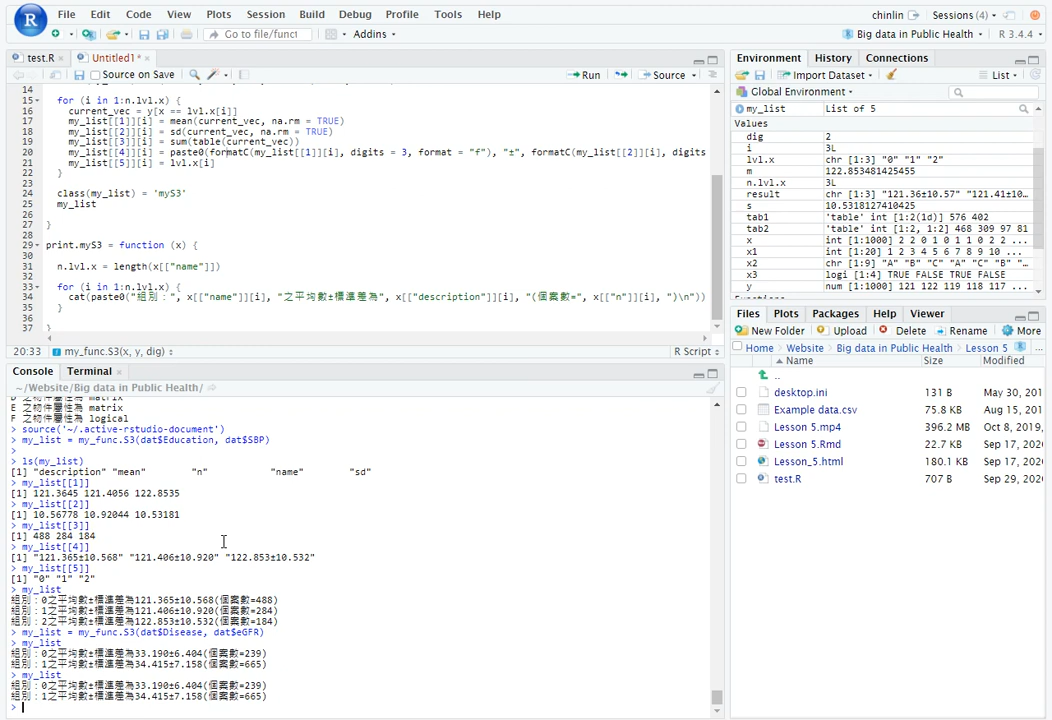 File Edit Code View Plots Session Build Debug Profile Tools Help
chinlin Sessions (4)
Go to file/funct Addins
Big data in Public Health R 3.4.4
test.R × Untitled1* ×
Source on Save Run Source
14
15 for (i in 1:n.lvl.x) {
16 current_vec = y[x == lvl.x[i]]
17 my_list[[1]][i] = mean(current_vec, na.rm = TRUE)
18 my_list[[2]][i] = sd(current_vec, na.rm = TRUE)
19 my_list[[3]][i] = sum(table(current_vec))
20 my_list[[4]][i] = paste0(formatC(my_list[[1]][i], digits = 3, format = "f"), "±", formatC(my_list[[2]][i], digits
21 my_list[[5]][i] = lvl.x[i]
22 }
23
24 class(my_list) = 'myS3'
25 my_list
26
27 }
28
29 print.myS3 = function (x) {
30
31 n.lvl.x = length(x[["name"]])
32
33 for (i in 1:n.lvl.x) {
34 cat(paste0("組別：", x[["name"]][i], "之平均數±標準差為", x[["description"]][i], "(個案數=", x[["n"]][i], ")\n"))
35 }
36
37 }
20:33 my_func.S3(x, y, dig) R Script
Console Terminal ×
~/Website/Big data in Public Health/
D 之物件屬性為 matrix
E 之物件屬性為 matrix
F 之物件屬性為 logical
> source('~/.active-rstudio-document')
> my_list = my_func.S3(dat$Education, dat$SBP)
>
> ls(my_list)
[1] "description" "mean" "n" "name" "sd"
> my_list[[1]]
[1] 121.3645 121.4056 122.8535
> my_list[[2]]
[1] 10.56778 10.92044 10.53181
> my_list[[3]]
[1] 488 284 184
> my_list[[4]]
[1] "121.365±10.568" "121.406±10.920" "122.853±10.532"
> my_list[[5]]
[1] "0" "1" "2"
> my_list
組別：0之平均數±標準差為121.365±10.568(個案數=488)
組別：1之平均數±標準差為121.406±10.920(個案數=284)
組別：2之平均數±標準差為122.853±10.532(個案數=184)
> my_list = my_func.S3(dat$Disease, dat$eGFR)
> my_list
組別：0之平均數±標準差為33.190±6.404(個案數=239)
組別：1之平均數±標準差為34.415±7.158(個案數=665)
> my_list
組別：0之平均數±標準差為33.190±6.404(個案數=239)
組別：1之平均數±標準差為34.415±7.158(個案數=665)
>
Environment History Connections
Import Dataset List
Global Environment
my_list List of 5
Values
dig 2
i 3L
lvl.x chr [1:3] "0" "1" "2"
m 122.853481425455
n.lvl.x 3L
result chr [1:3] "121.36±10.57" "121.41±10…
s 10.5318127410425
tab1 'table' int [1:2(1d)] 576 402
tab2 'table' int [1:2, 1:2] 468 309 97 81
x int [1:1000] 2 2 0 1 0 1 1 0 2 2 ...
x1 int [1:20] 1 2 3 4 5 6 7 8 9 10 ...
x2 chr [1:9] "A" "B" "C" "A" "C" "B" "…
x3 logi [1:4] TRUE FALSE TRUE FALSE
y num [1:1000] 121 122 119 118 117 ...
Files Plots Packages Help Viewer
New Folder Upload Delete Rename More
Home Website Big data in Public Health Lesson 5 ...
Name Size Modified
..
desktop.ini 131 B May 30, 201
Example data.csv 75.8 KB Aug 15, 201
Lesson 5.mp4 396.2 MB Oct 8, 2019,
Lesson 5.Rmd 22.7 KB Sep 17, 202
Lesson_5.html 180.1 KB Sep 17, 202
test.R 707 B Sep 29, 202